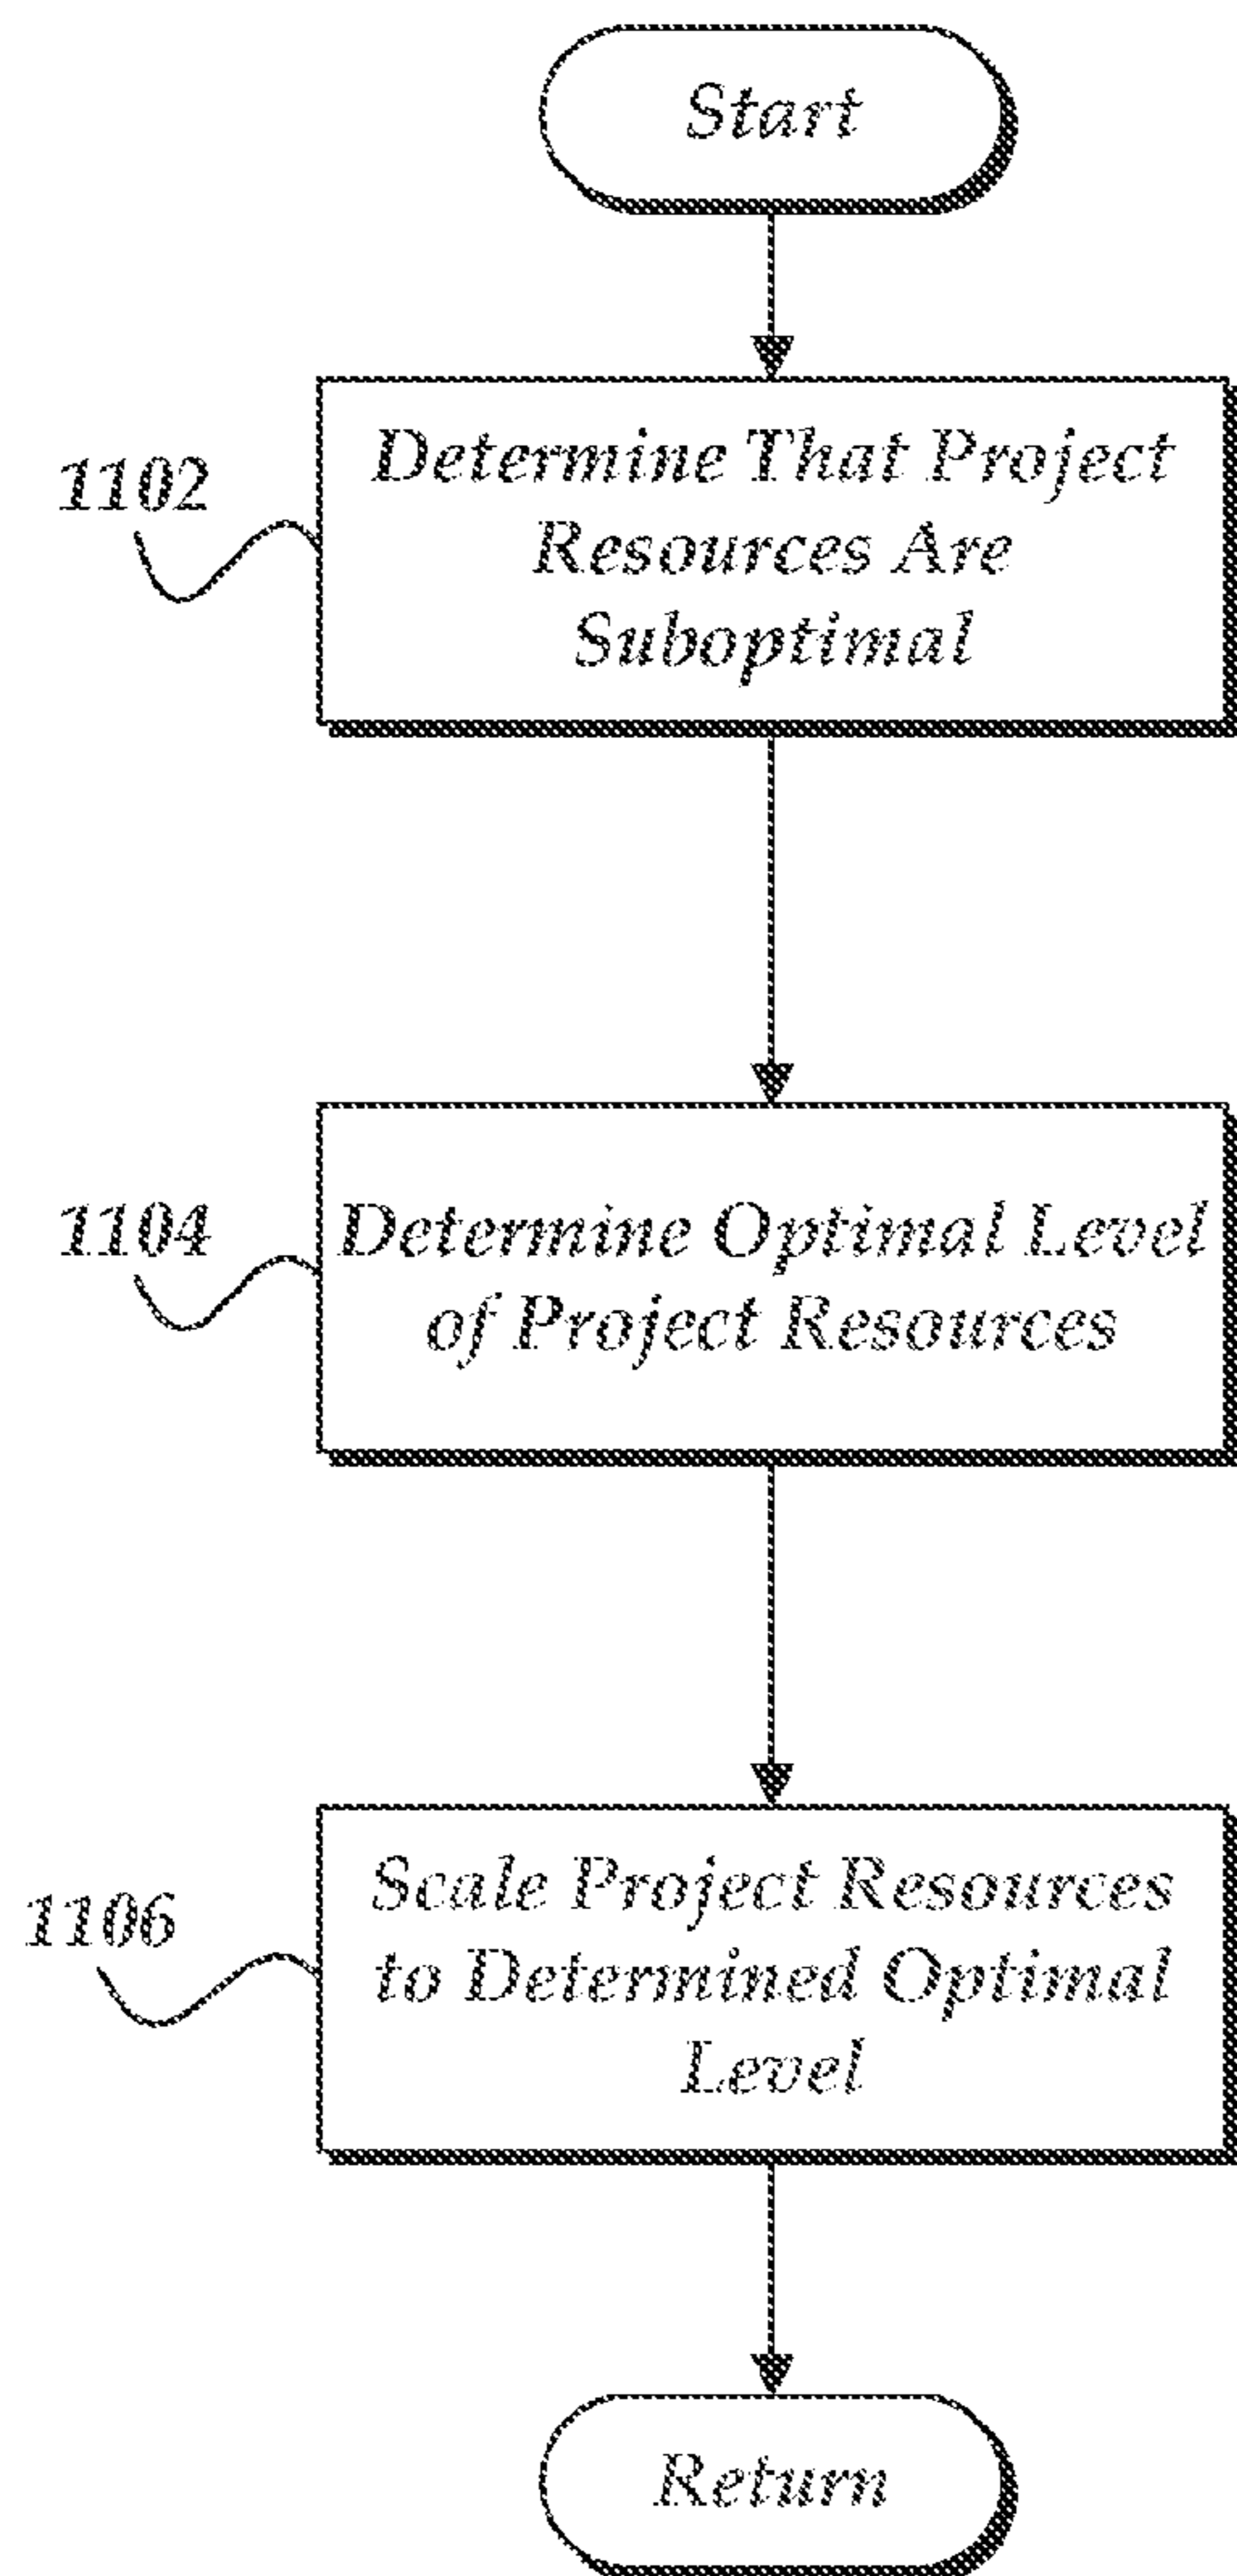 Start
1102
Determine That Project
Resources Are
Suboptimal
1104
Determine Optimal Level
of Project Resources
1106
Scale Project Resources
to Determined Optimal
Level
Return